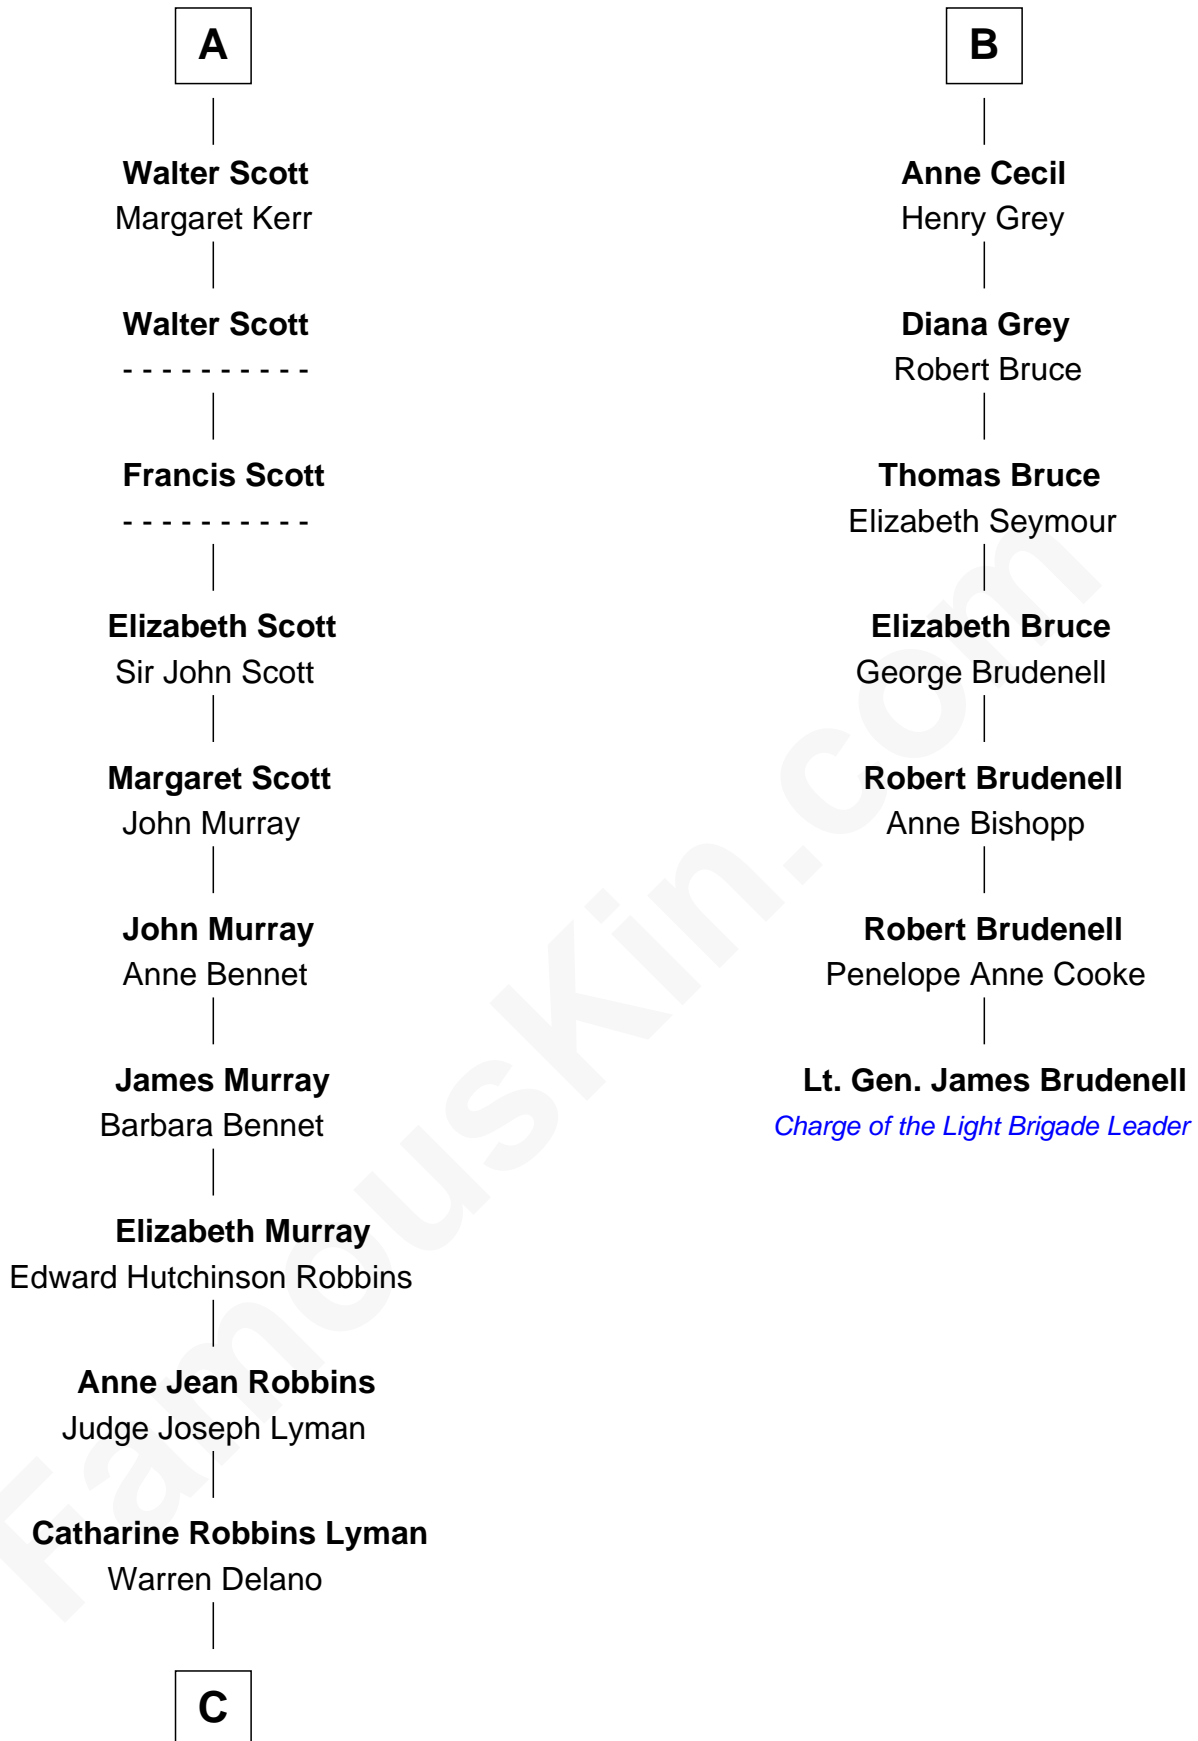 A
Walter Scott
Margaret Kerr
Walter Scott
- - - - - - - - - -
Francis Scott
- - - - - - - - - -
Elizabeth Scott
Sir John Scott
Margaret Scott
John Murray
John Murray
Anne Bennet
James Murray
Barbara Bennet
Elizabeth Murray
Edward Hutchinson Robbins
Anne Jean Robbins
Judge Joseph Lyman
Catharine Robbins Lyman
Warren Delano
C
B
Anne Cecil
Henry Grey
Diana Grey
Robert Bruce
Thomas Bruce
Elizabeth Seymour
Elizabeth Bruce
George Brudenell
Robert Brudenell
Anne Bishopp
Robert Brudenell
Penelope Anne Cooke
Lt. Gen. James Brudenell
Charge of the Light Brigade Leader
FamousKin.com